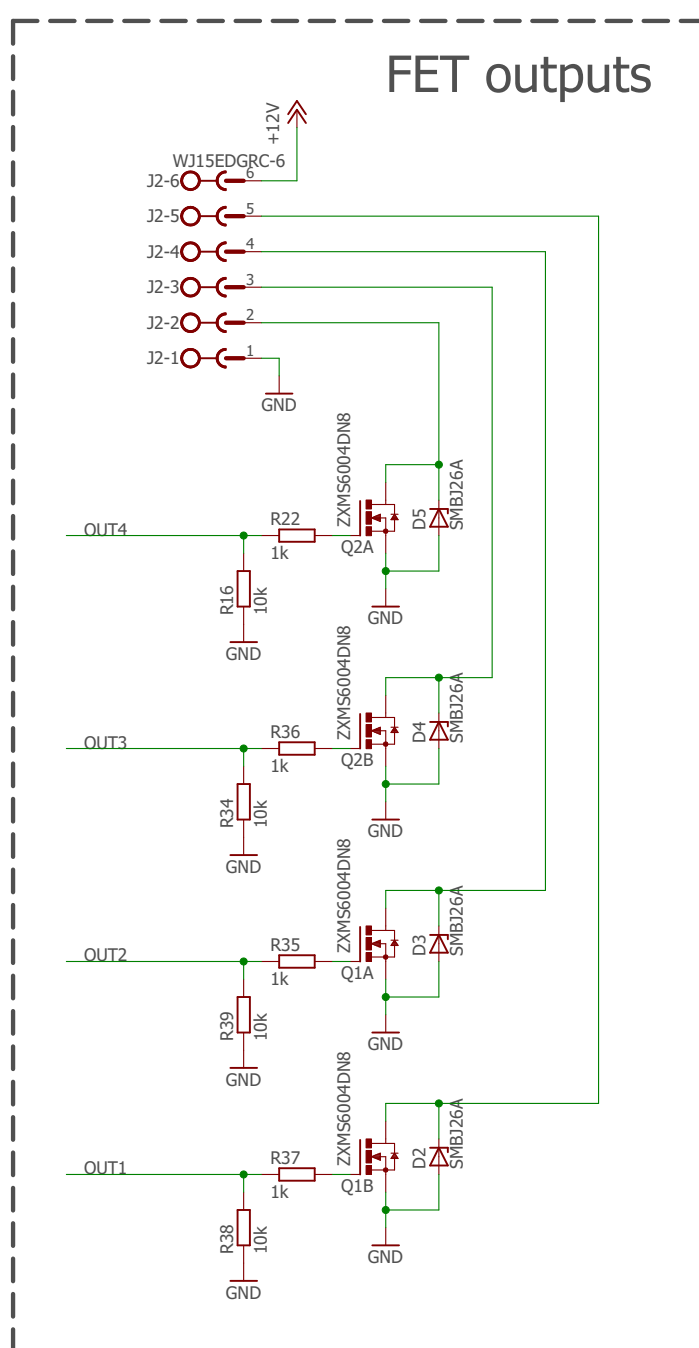 FET outputs
+12V
WJ15EDGRC-6
J2-6 6
J2-5 5
J2-4 4
J2-3 3
J2-2 2
J2-1 1
GND
ZXMS6004DN8
OUT4
R22
1k
Q2A
D5
SMBJ26A
R16
10k
GND
GND
ZXMS6004DN8
OUT3
R36
1k
Q2B
D4
SMBJ26A
R34
10k
GND
GND
ZXMS6004DN8
OUT2
R35
1k
Q1A
D3
SMBJ26A
R39
10k
GND
GND
ZXMS6004DN8
OUT1
R37
1k
Q1B
D2
SMBJ26A
R38
10k
GND
GND